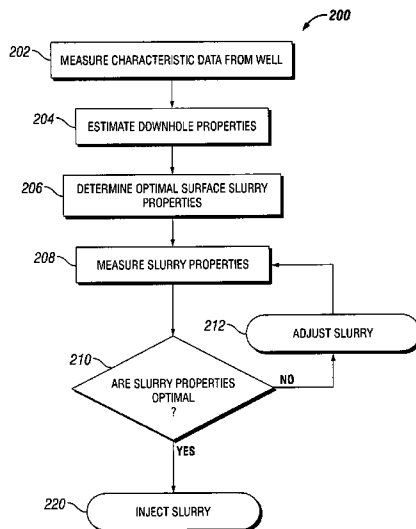 200
202
MEASURE CHARACTERISTIC DATA FROM WELL
204
ESTIMATE DOWNHOLE PROPERTIES
206
DETERMINE OPTIMAL SURFACE SLURRY
PROPERTIES
208
MEASURE SLURRY PROPERTIES
212
ADJUST SLURRY
210
ARE SLURRY PROPERTIES
OPTIMAL
?
NO
YES
220
INJECT SLURRY